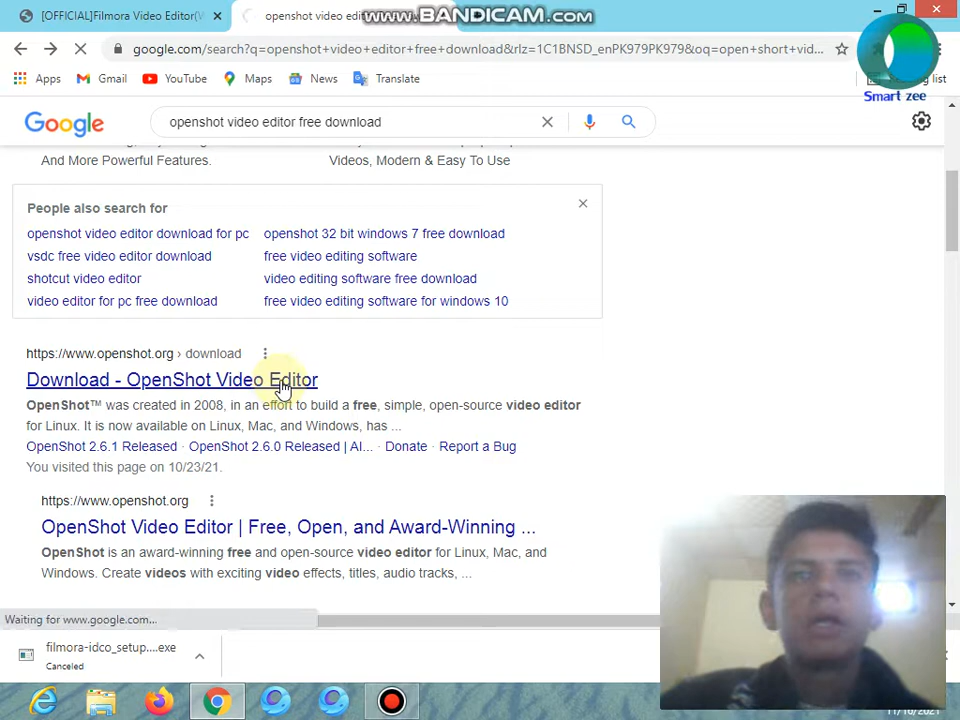 [OFFICIAL]Filmora Video Editor(W
openshot video edit
www.BANDICAM.com
google.com/search?q=openshot+video+editor+free+download&rlz=1C1BNSD_enPK979PK979&oq=open+short+vid...
Apps
Gmail
YouTube
Maps
News
Translate
list
Smart zee
Google
openshot video editor free download
And More Powerful Features.
Videos, Modern & Easy To Use
People also search for
openshot video editor download for pc
openshot 32 bit windows 7 free download
vsdc free video editor download
free video editing software
shotcut video editor
video editing software free download
video editor for pc free download
free video editing software for windows 10
https://www.openshot.org › download
Download - OpenShot Video Editor
OpenShot™ was created in 2008, in an effort to build a free, simple, open-source video editor
for Linux. It is now available on Linux, Mac, and Windows, has ...
OpenShot 2.6.1 Released · OpenShot 2.6.0 Released | AI... · Donate · Report a Bug
You visited this page on 10/23/21.
https://www.openshot.org
OpenShot Video Editor | Free, Open, and Award-Winning ...
OpenShot is an award-winning free and open-source video editor for Linux, Mac, and
Windows. Create videos with exciting video effects, titles, audio tracks, ...
Waiting for www.google.com...
filmora-idco_setup....exe
Canceled